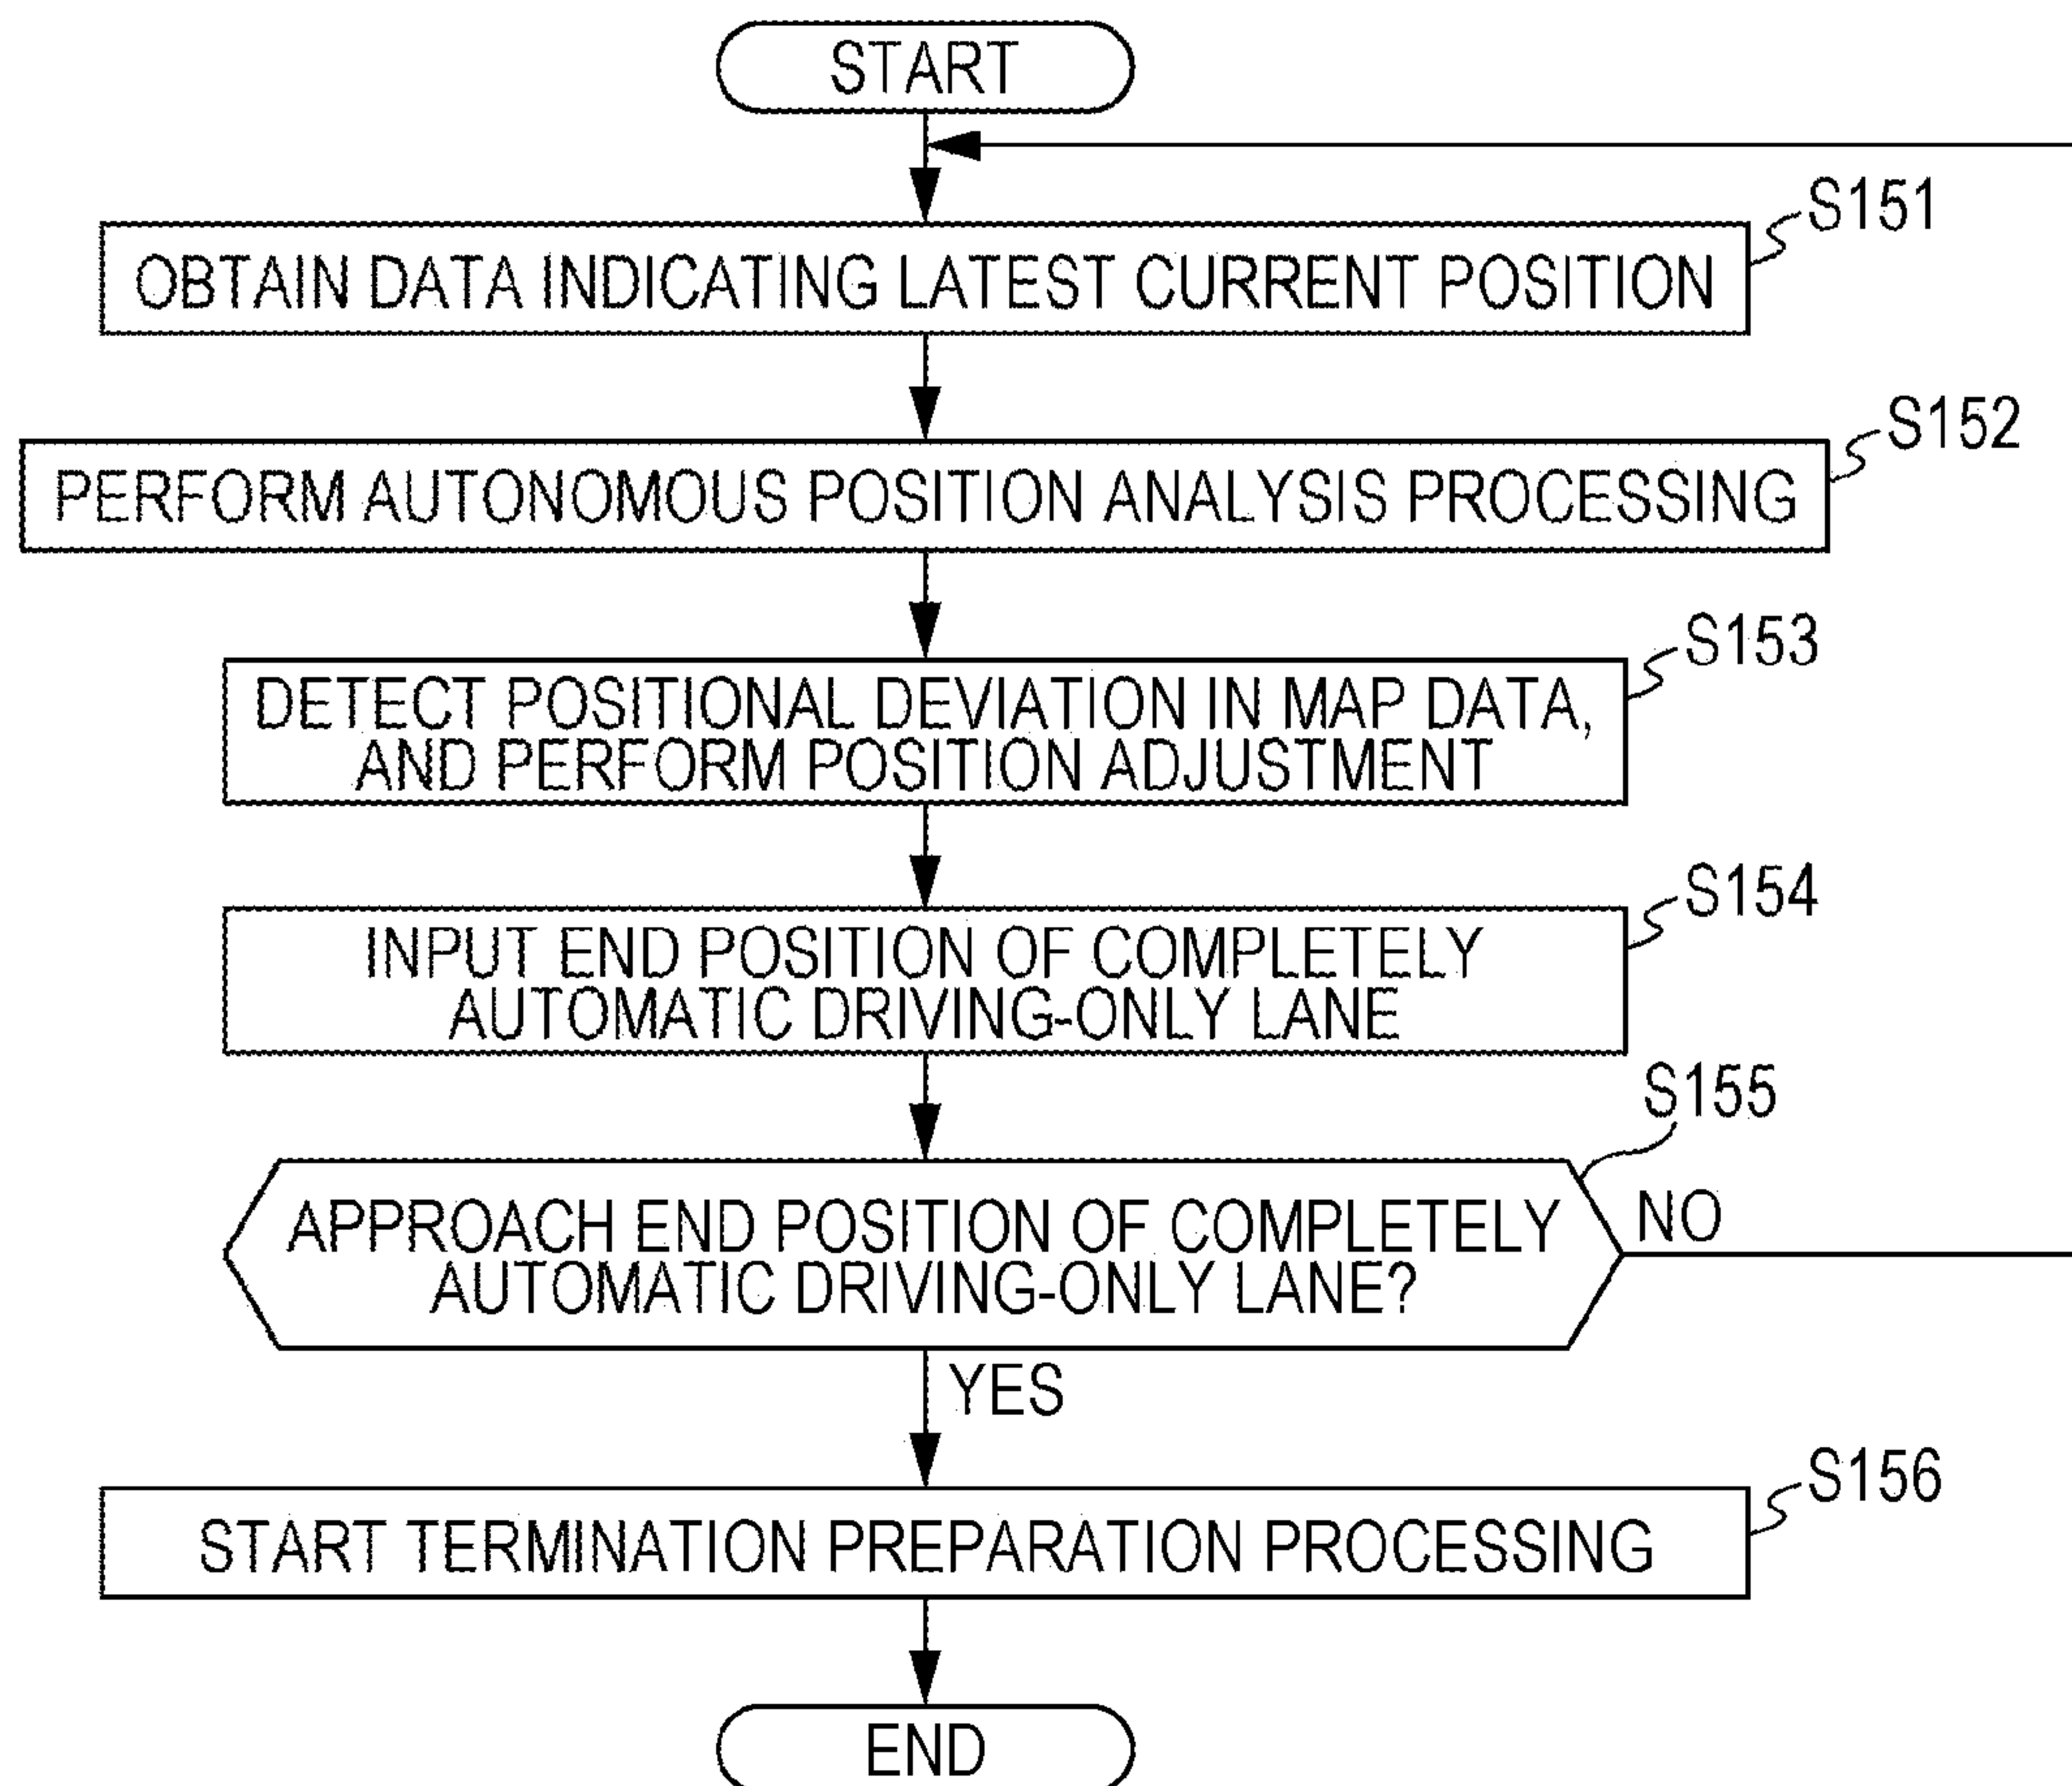 START
S151
OBTAIN DATA INDICATING LATEST CURRENT POSITION
S152
PERFORM AUTONOMOUS POSITION ANALYSIS PROCESSING
S153
DETECT POSITIONAL DEVIATION IN MAP DATA,
AND PERFORM POSITION ADJUSTMENT
S154
INPUT END POSITION OF COMPLETELY
AUTOMATIC DRIVING-ONLY LANE
S155
APPROACH END POSITION OF COMPLETELY
AUTOMATIC DRIVING-ONLY LANE?
NO
YES
S156
START TERMINATION PREPARATION PROCESSING
END